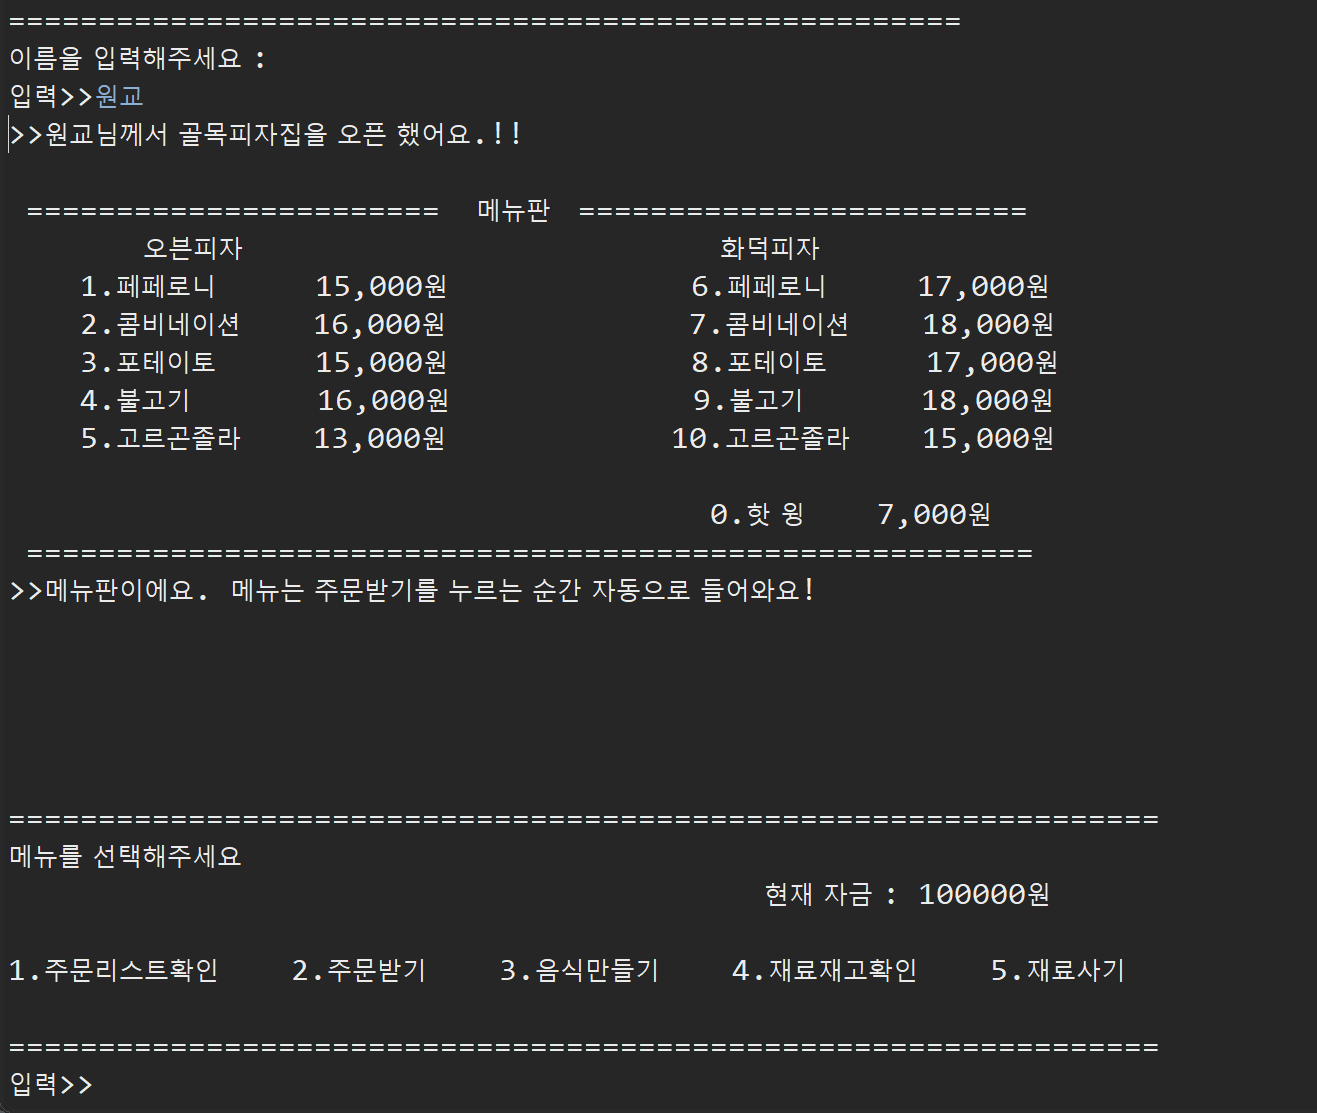 =====================================================
이름을 입력해주세요 :
입력>>원교
>>원교님께서 골목피자집을 오픈 했어요.!!
======================= 메뉴판 =========================
오븐피자 화덕피자
1.페페로니 15,000원 6.페페로니 17,000원
2.콤비네이션 16,000원 7.콤비네이션 18,000원
3.포테이토 15,000원 8.포테이토 17,000원
4.불고기 16,000원 9.불고기 18,000원
5.고르곤졸라 13,000원 10.고르곤졸라 15,000원
0.핫 윙 7,000원
========================================================
>>메뉴판이에요. 메뉴는 주문받기를 누르는 순간 자동으로 들어와요!
================================================================
메뉴를 선택해주세요
현재 자금 : 100000원
1.주문리스트확인 2.주문받기 3.음식만들기 4.재료재고확인 5.재료사기
================================================================
입력>>